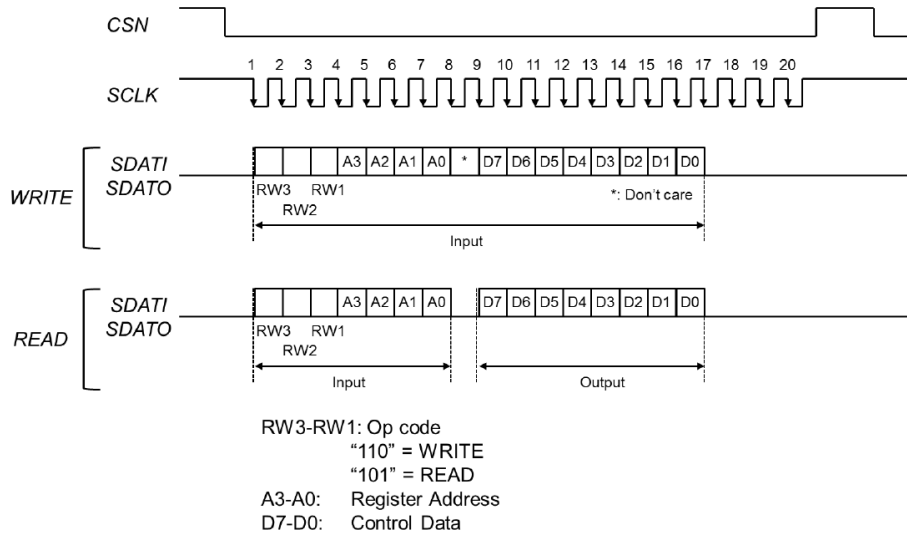 CSN
1 2 3 4 5 6 7 8 9 10 11 12 13 14 15 16 17 18 19 20
SCLK
WRITE
SDATI
SDATO
A3 A2 A1 A0 * D7 D6 D5 D4 D3 D2 D1 D0
RW3 RW1
RW2
*: Don't care
Input
READ
SDATI
SDATO
A3 A2 A1 A0 D7 D6 D5 D4 D3 D2 D1 D0
RW3 RW1
RW2
Input Output
RW3-RW1: Op code
“110” = WRITE
“101” = READ
A3-A0: Register Address
D7-D0: Control Data